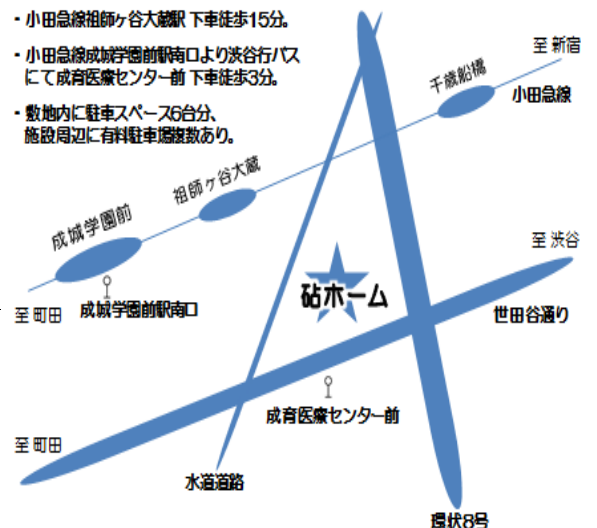 ・小田急線祖師ヶ谷大蔵駅 下車徒歩15分。
・小田急線成城学園前駅南口より渋谷行バス
にて成育医療センター前 下車徒歩3分。
・敷地内に駐車スペース6台分、
施設周辺に有料駐車場複数あり。
至 新宿
千歳船橋
小田急線
祖師ヶ谷大蔵
成城学園前
至 渋谷
砧ホーム
成城学園前駅南口
至 町田
世田谷通り
成育医療センター前
至 町田
水道道路
環状8号